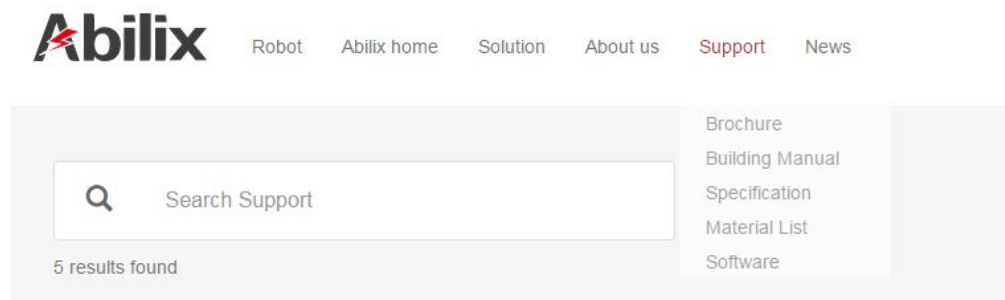 Abilix Robot Abilix home Solution About us Support News
Brochure
Building Manual
Specification
Material List
Software
Search Support
5 results found